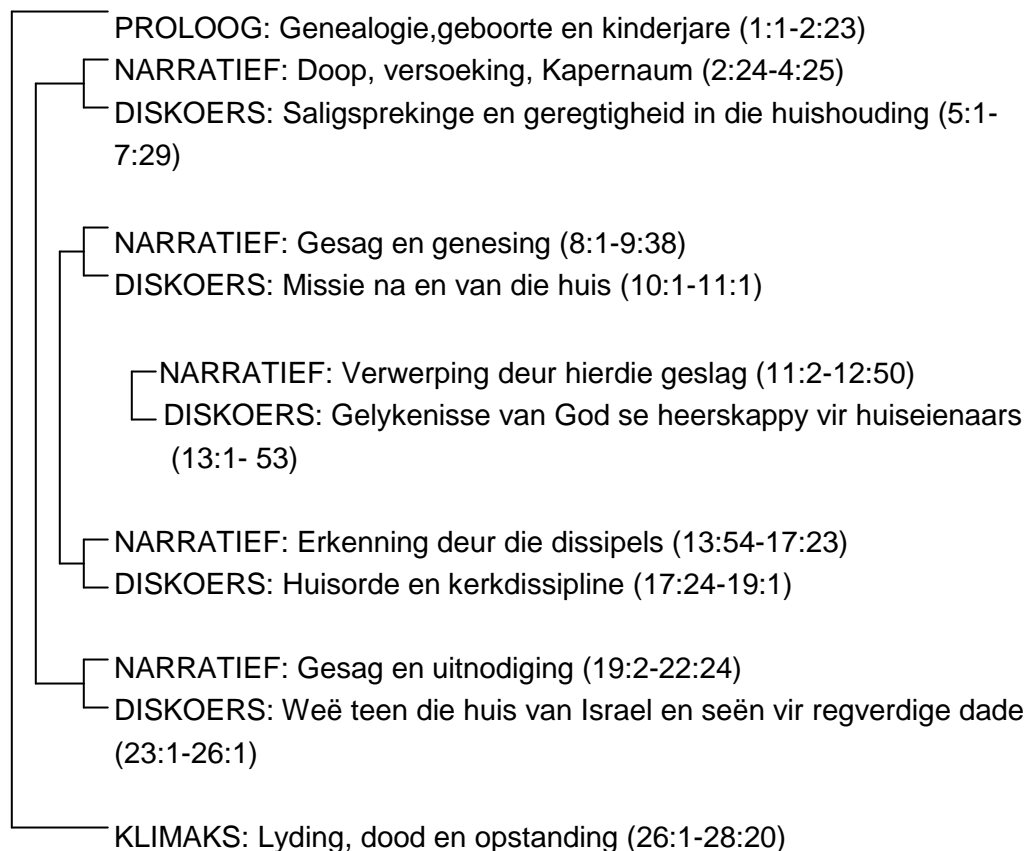 PROLOOG: Genealogie,geboorte en kinderjare (1:1-2:23)
NARRATIEF: Doop, versoeking, Kapernaum (2:24-4:25)
DISKOERS: Saligsprekinge en geregtigheid in die huishouding (5:1-
7:29)
NARRATIEF: Gesag en genesing (8:1-9:38)
DISKOERS: Missie na en van die huis (10:1-11:1)
NARRATIEF: Verwerping deur hierdie geslag (11:2-12:50)
DISKOERS: Gelykenisse van God se heerskappy vir huiseienaars
(13:1- 53)
NARRATIEF: Erkenning deur die dissipels (13:54-17:23)
DISKOERS: Huisorde en kerkdissipline (17:24-19:1)
NARRATIEF: Gesag en uitnodiging (19:2-22:24)
DISKOERS: Weë teen die huis van Israel en seën vir regverdige dade
(23:1-26:1)
KLIMAKS: Lyding, dood en opstanding (26:1-28:20)